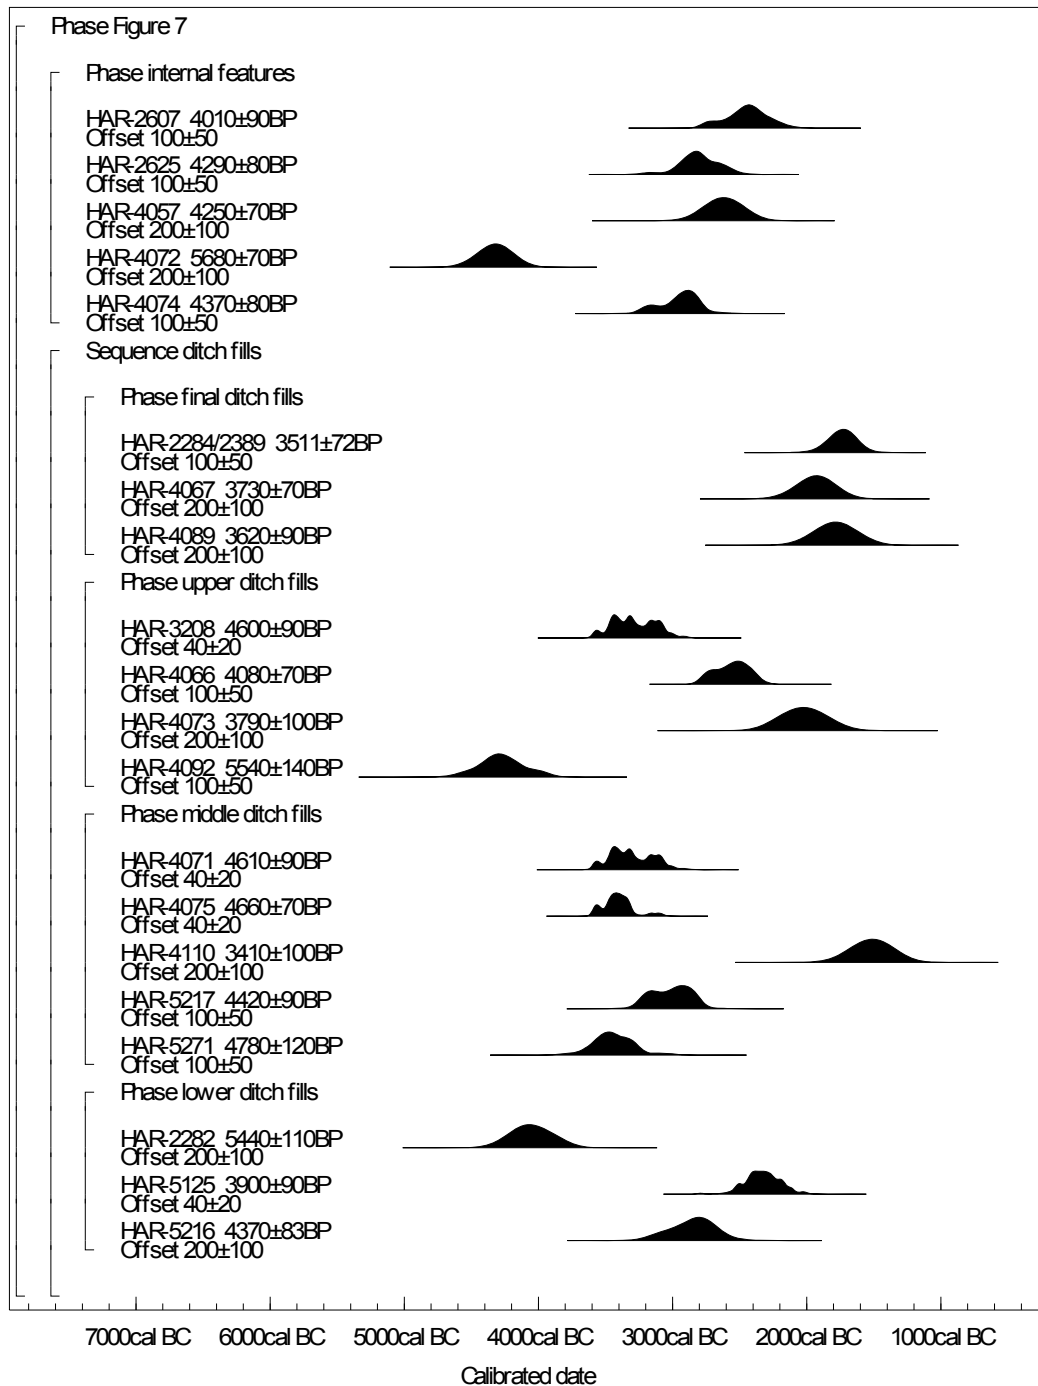 Phase Figure 7
Phase internal features
HAR-2607 4010±90BP
Offset 100±50
HAR-2625 4290±80BP
Offset 100±50
HAR-4057 4250±70BP
Offset 200±100
HAR-4072 5680±70BP
Offset 200±100
HAR-4074 4370±80BP
Offset 100±50
Sequence ditch fills
Phase final ditch fills
HAR-2284/2389 3511±72BP
Offset 100±50
HAR-4067 3730±70BP
Offset 200±100
HAR-4089 3620±90BP
Offset 200±100
Phase upper ditch fills
HAR-3208 4600±90BP
Offset 40±20
HAR-4066 4080±70BP
Offset 100±50
HAR-4073 3790±100BP
Offset 200±100
HAR-4092 5540±140BP
Offset 100±50
Phase middle ditch fills
HAR-4071 4610±90BP
Offset 40±20
HAR-4075 4660±70BP
Offset 40±20
HAR-4110 3410±100BP
Offset 200±100
HAR-5217 4420±90BP
Offset 100±50
HAR-5271 4780±120BP
Offset 100±50
Phase lower ditch fills
HAR-2282 5440±110BP
Offset 200±100
HAR-5125 3900±90BP
Offset 40±20
HAR-5216 4370±83BP
Offset 200±100
7000cal BC 6000cal BC 5000cal BC 4000cal BC 3000cal BC 2000cal BC 1000cal BC
Calibrated date